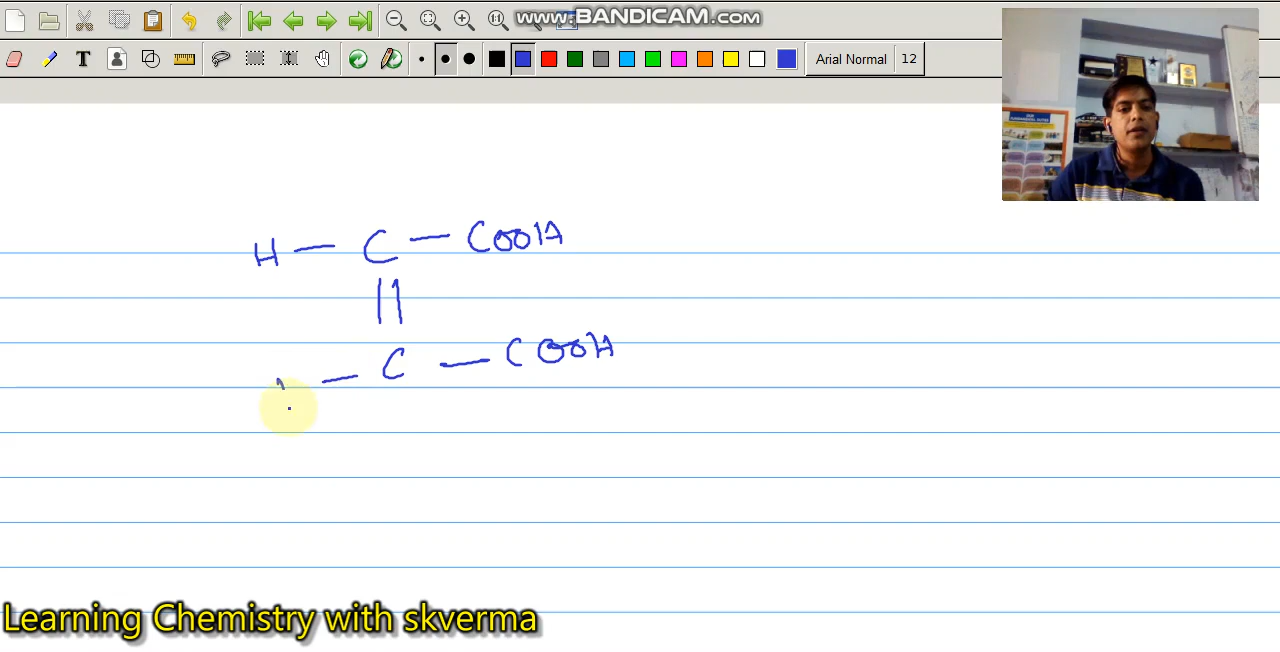 www.BANDICAM.com
Arial Normal 12
H — C — COOH
||
— C — COOH
Learning Chemistry with skverma